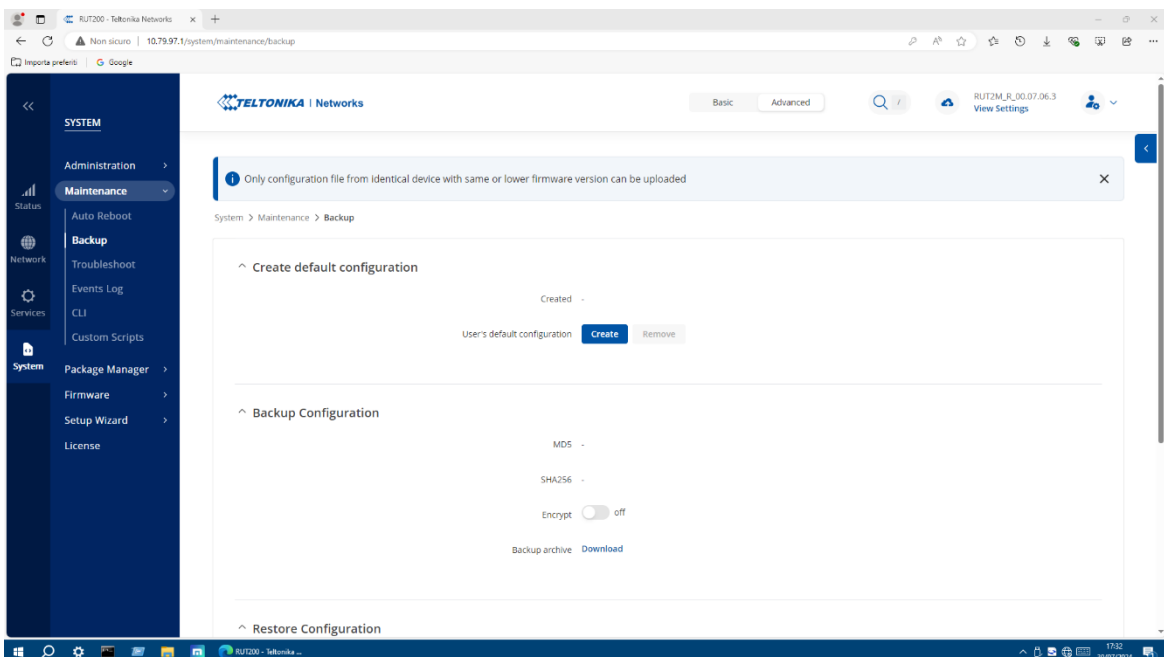 RUT200 - Teltonika Networks
Non sicuro | 10.79.97.1/system/maintenance/backup
Importa preferiti
Google
TELTONIKA | Networks
Basic
Advanced
/
RUT2M_R_00.07.06.3
View Settings
SYSTEM
Administration
Maintenance
Auto Reboot
Backup
Troubleshoot
Events Log
CLI
Custom Scripts
Package Manager
Firmware
Setup Wizard
License
Status
Network
Services
System
Only configuration file from identical device with same or lower firmware version can be uploaded
System > Maintenance > Backup
Create default configuration
Created -
User's default configuration Create Remove
Backup Configuration
MD5 -
SHA256 -
Encrypt off
Backup archive Download
Restore Configuration
RUT200 - Teltonika ...
17:32